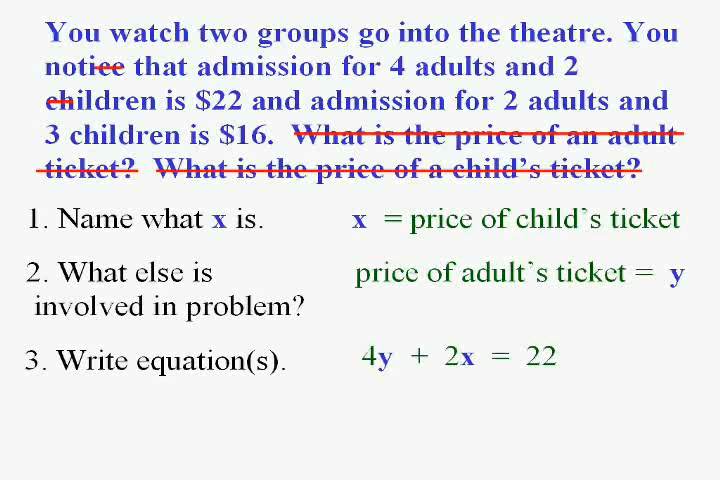 You watch two groups go into the theatre. You
notice that admission for 4 adults and 2
children is $22 and admission for 2 adults and
3 children is $16. What is the price of an adult
ticket? What is the price of a child's ticket?
1. Name what x is. x = price of child's ticket
2. What else is price of adult's ticket = y
involved in problem?
3. Write equation(s). 4y + 2x = 22